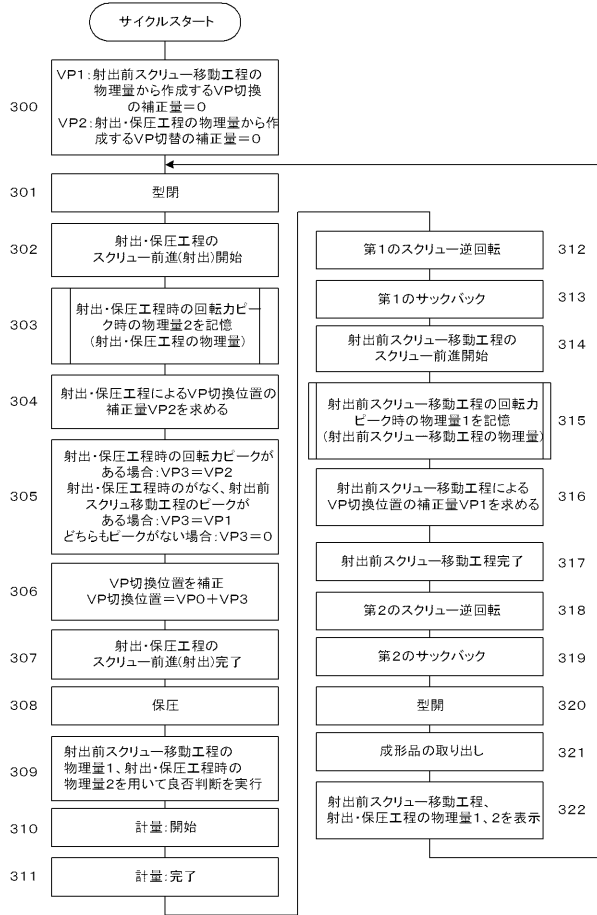 サイクルスタート
300
VP1:射出前スクリュー移動工程の
物理量から作成するVP切換
の補正量=0
VP2:射出・保圧工程の物理量から作
成するVP切替の補正量=0
301
型閉
302
射出・保圧工程の
スクリュー前進(射出)開始
303
射出・保圧工程時の回転力ピー
ク時の物理量2を記憶
(射出・保圧工程の物理量)
304
射出・保圧工程によるVP切換位置の
補正量VP2を求める
305
射出・保圧工程時の回転力ピークが
ある場合:VP3=VP2
射出・保圧工程時のがなく、射出前
スクリュ移動工程のピークが
ある場合:VP3=VP1
どちらもピークがない場合:VP3=0
306
VP切換位置を補正
VP切換位置=VP0+VP3
307
射出・保圧工程の
スクリュー前進(射出)完了
308
保圧
309
射出前スクリュー移動工程の
物理量1、射出・保圧工程時の
物理量2を用いて良否判断を実行
310
計量:開始
311
計量:完了
第1のスクリュー逆回転
312
第1のサックバック
313
射出前スクリュー移動工程の
スクリュー前進開始
314
射出前スクリュー移動工程の回転力
ピーク時の物理量1を記憶
(射出前スクリュー移動工程の物理量)
315
射出前スクリュー移動工程による
VP切換位置の補正量VP1を求める
316
射出前スクリュー移動工程完了
317
第2のスクリュー逆回転
318
第2のサックバック
319
型開
320
成形品の取り出し
321
射出前スクリュー移動工程、
射出・保圧工程の物理量1、2を表示
322